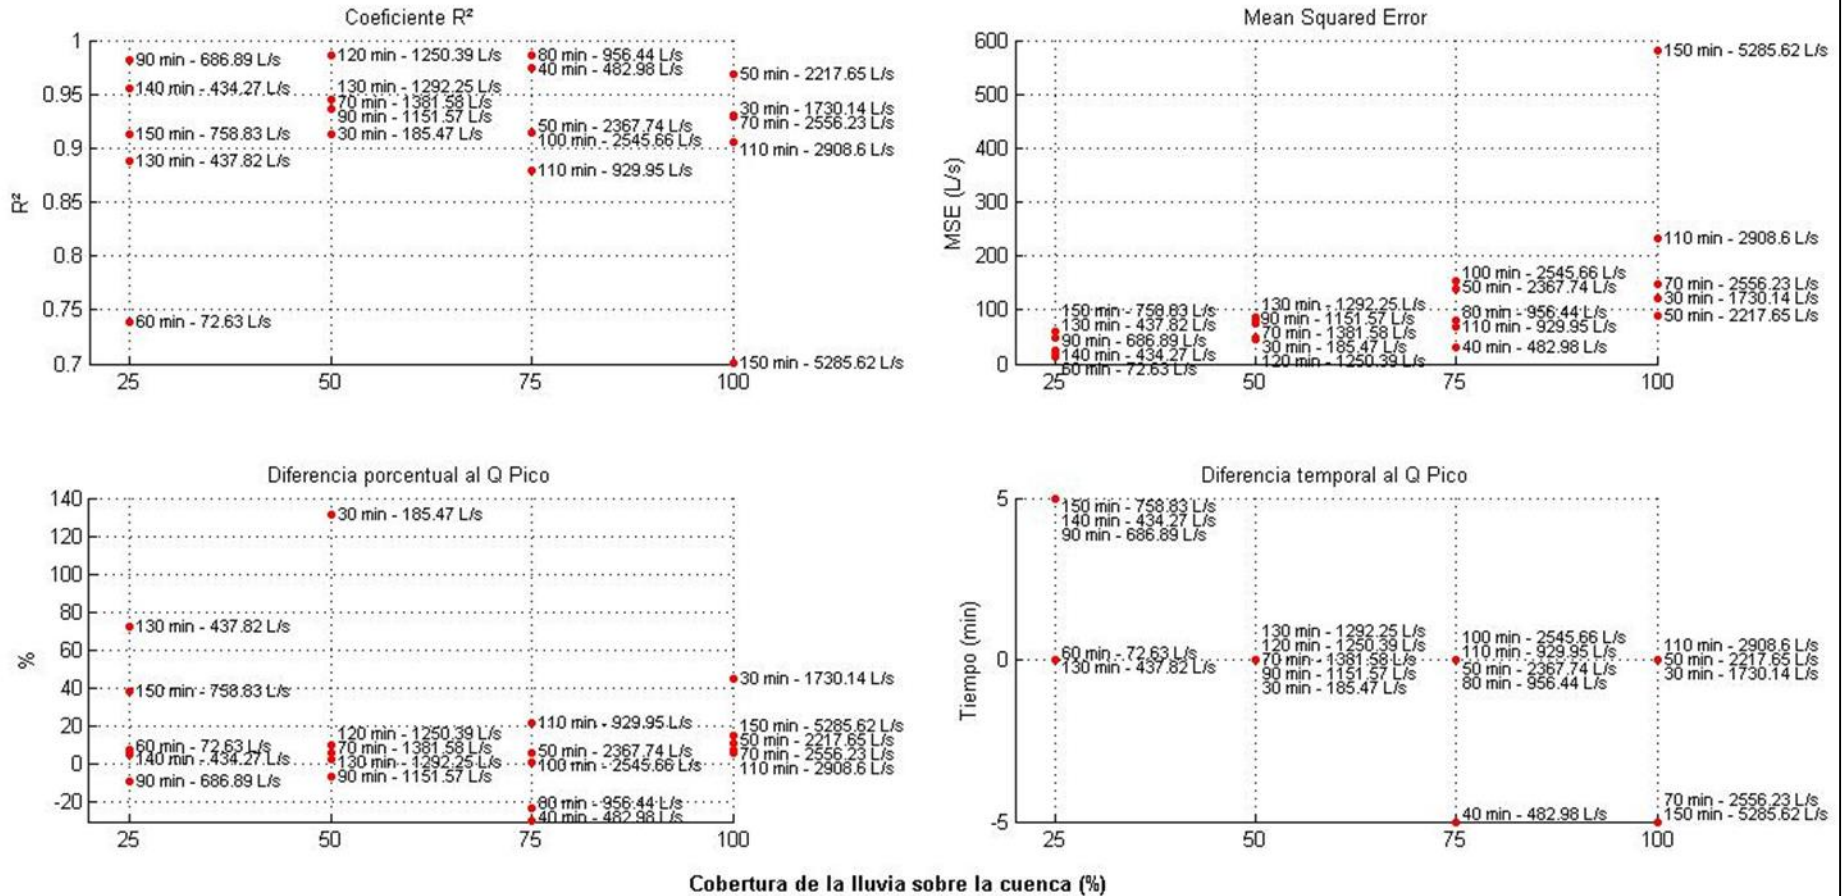 Coeficiente R²
R²
1
0.95
0.9
0.85
0.8
0.75
0.7
90 min - 686.89 L/s
140 min - 434.27 L/s
150 min - 758.83 L/s
130 min - 437.82 L/s
60 min - 72.63 L/s
120 min - 1250.39 L/s
130 min - 1292.25 L/s
70 min - 1381.58 L/s
90 min - 1151.57 L/s
30 min - 185.47 L/s
80 min - 956.44 L/s
40 min - 482.98 L/s
50 min - 2367.74 L/s
100 min - 2545.66 L/s
110 min - 929.95 L/s
50 min - 2217.65 L/s
30 min - 1730.14 L/s
70 min - 2556.23 L/s
110 min - 2908.6 L/s
150 min - 5285.62 L/s
25 50 75 100
Mean Squared Error
MSE (L/s)
600
500
400
300
200
100
0
150 min - 758.83 L/s
130 min - 437.82 L/s
90 min - 686.89 L/s
140 min - 434.27 L/s
60 min - 72.63 L/s
130 min - 1292.25 L/s
90 min - 1151.57 L/s
70 min - 1381.58 L/s
30 min - 185.47 L/s
120 min - 1250.39 L/s
100 min - 2545.66 L/s
50 min - 2367.74 L/s
80 min - 956.44 L/s
110 min - 929.95 L/s
40 min - 482.98 L/s
150 min - 5285.62 L/s
110 min - 2908.6 L/s
70 min - 2556.23 L/s
30 min - 1730.14 L/s
50 min - 2217.65 L/s
25 50 75 100
Diferencia porcentual al Q Pico
%
140
120
100
80
60
40
20
0
-20
130 min - 437.82 L/s
150 min - 758.83 L/s
60 min - 72.63 L/s
140 min - 434.27 L/s
90 min - 686.89 L/s
30 min - 185.47 L/s
120 min - 1250.39 L/s
70 min - 1381.58 L/s
130 min - 1292.25 L/s
90 min - 1151.57 L/s
110 min - 929.95 L/s
50 min - 2367.74 L/s
100 min - 2545.66 L/s
80 min - 956.44 L/s
40 min - 482.98 L/s
30 min - 1730.14 L/s
150 min - 5285.62 L/s
50 min - 2217.65 L/s
70 min - 2556.23 L/s
110 min - 2908.6 L/s
25 50 75 100
Diferencia temporal al Q Pico
Tiempo (min)
5
0
-5
150 min - 758.83 L/s
140 min - 434.27 L/s
90 min - 686.89 L/s
60 min - 72.63 L/s
130 min - 437.82 L/s
130 min - 1292.25 L/s
120 min - 1250.39 L/s
70 min - 1381.58 L/s
90 min - 1151.57 L/s
30 min - 185.47 L/s
100 min - 2545.66 L/s
110 min - 929.95 L/s
50 min - 2367.74 L/s
80 min - 956.44 L/s
40 min - 482.98 L/s
110 min - 2908.6 L/s
50 min - 2217.65 L/s
30 min - 1730.14 L/s
70 min - 2556.23 L/s
150 min - 5285.62 L/s
25 50 75 100
Cobertura de la lluvia sobre la cuenca (%)